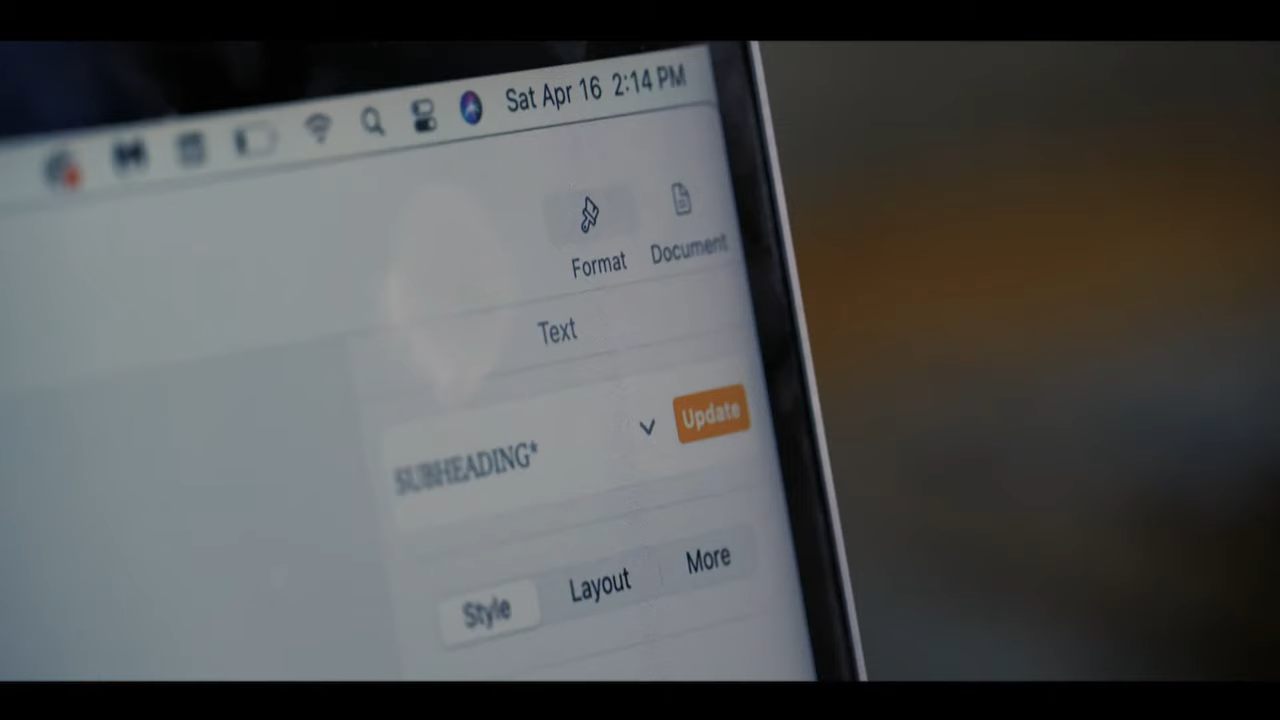 Sat Apr 16 2:14 PM
Format
Document
Text
SUBHEADING*
Update
Style
Layout
More